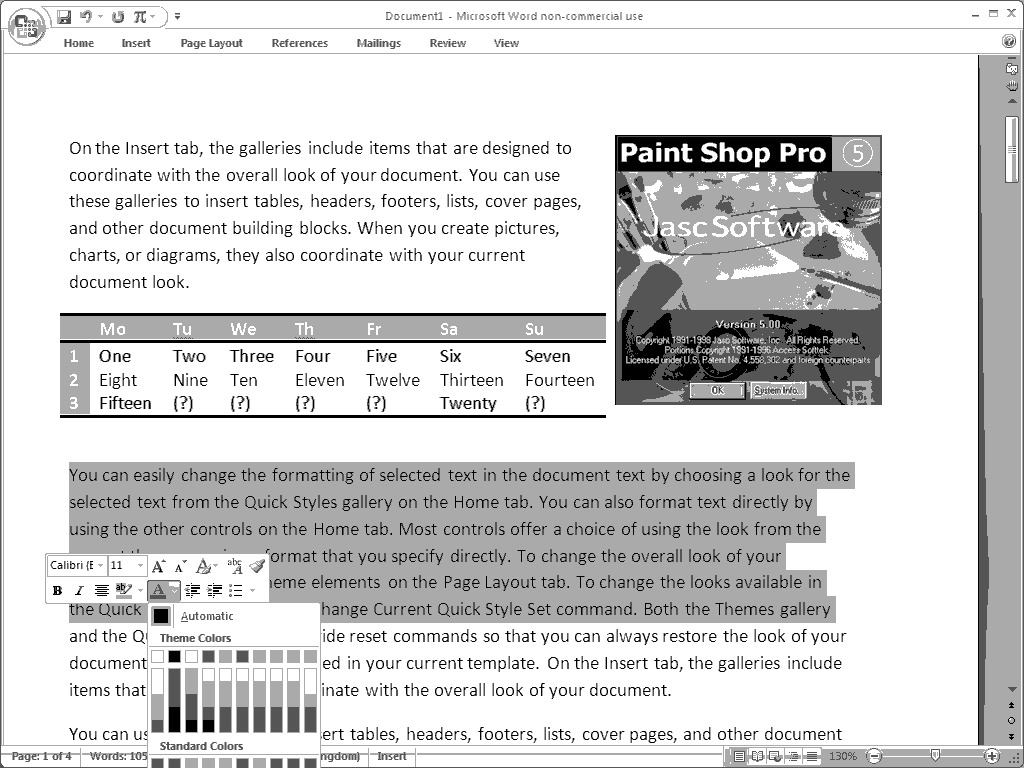 Document1 - Microsoft Word non-commercial use
Home Insert Page Layout References Mailings Review View
On the Insert tab, the galleries include items that are designed to
coordinate with the overall look of your document. You can use
these galleries to insert tables, headers, footers, lists, cover pages,
and other document building blocks. When you create pictures,
charts, or diagrams, they also coordinate with your current
document look.
Paint Shop Pro 5
Jasc Software
Version 5.00
Copyright 1991-1998 Jasc Software, Inc. All Rights Reserved.
Portions Copyright 1991-1996 Access Softek
Licensed under U.S. Patent No. 4,558,302 and foreign counterparts
OK System Info...
Mo Tu We Th Fr Sa Su
1 One Two Three Four Five Six Seven
2 Eight Nine Ten Eleven Twelve Thirteen Fourteen
3 Fifteen (?) (?) (?) (?) Twenty (?)
You can easily change the formatting of selected text in the document text by choosing a look for the
selected text from the Quick Styles gallery on the Home tab. You can also format text directly by
using the other controls on the Home tab. Most controls offer a choice of using the look from the
format that you specify directly. To change the overall look of your
heme elements on the Page Layout tab. To change the looks available in
the Quick hange Current Quick Style Set command. Both the Themes gallery
and the Qu ide reset commands so that you can always restore the look of your
document ed in your current template. On the Insert tab, the galleries include
items that inate with the overall look of your document.
You can us sert tables, headers, footers, lists, cover pages, and other document
Calibri (E 11 A A A abc A
B I ab A
Automatic
Theme Colors
Standard Colors
Page: 1 of 4 Words: 105 ngdom) Insert 130%